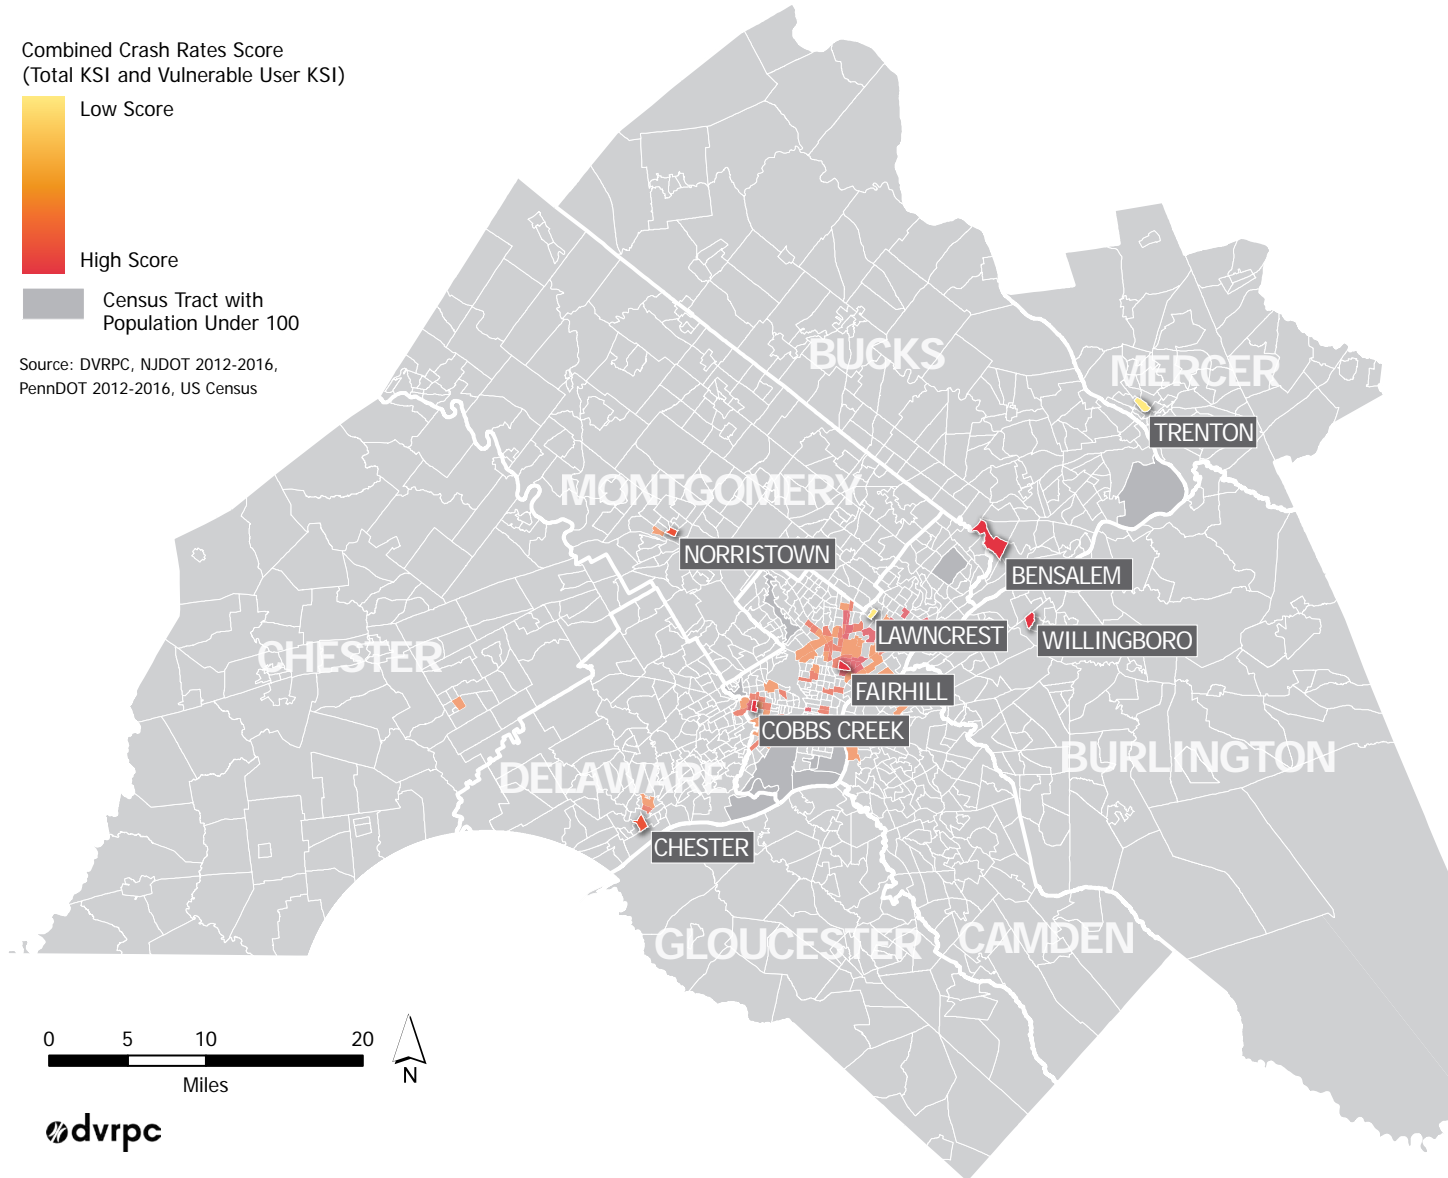 Combined Crash Rates Score
(Total KSI and Vulnerable User KSI)
Low Score
High Score
Census Tract with
Population Under 100
Source: DVRPC, NJDOT 2012-2016,
PennDOT 2012-2016, US Census
BUCKS
MERCER
TRENTON
MONTGOMERY
NORRISTOWN
BENSALEM
LAWNCREST
WILLINGBORO
CHESTER
FAIRHILL
COBBS CREEK
BURLINGTON
DELAWARE
CHESTER
GLOUCESTER
CAMDEN
0 5 10 20
Miles
N
dvrpc